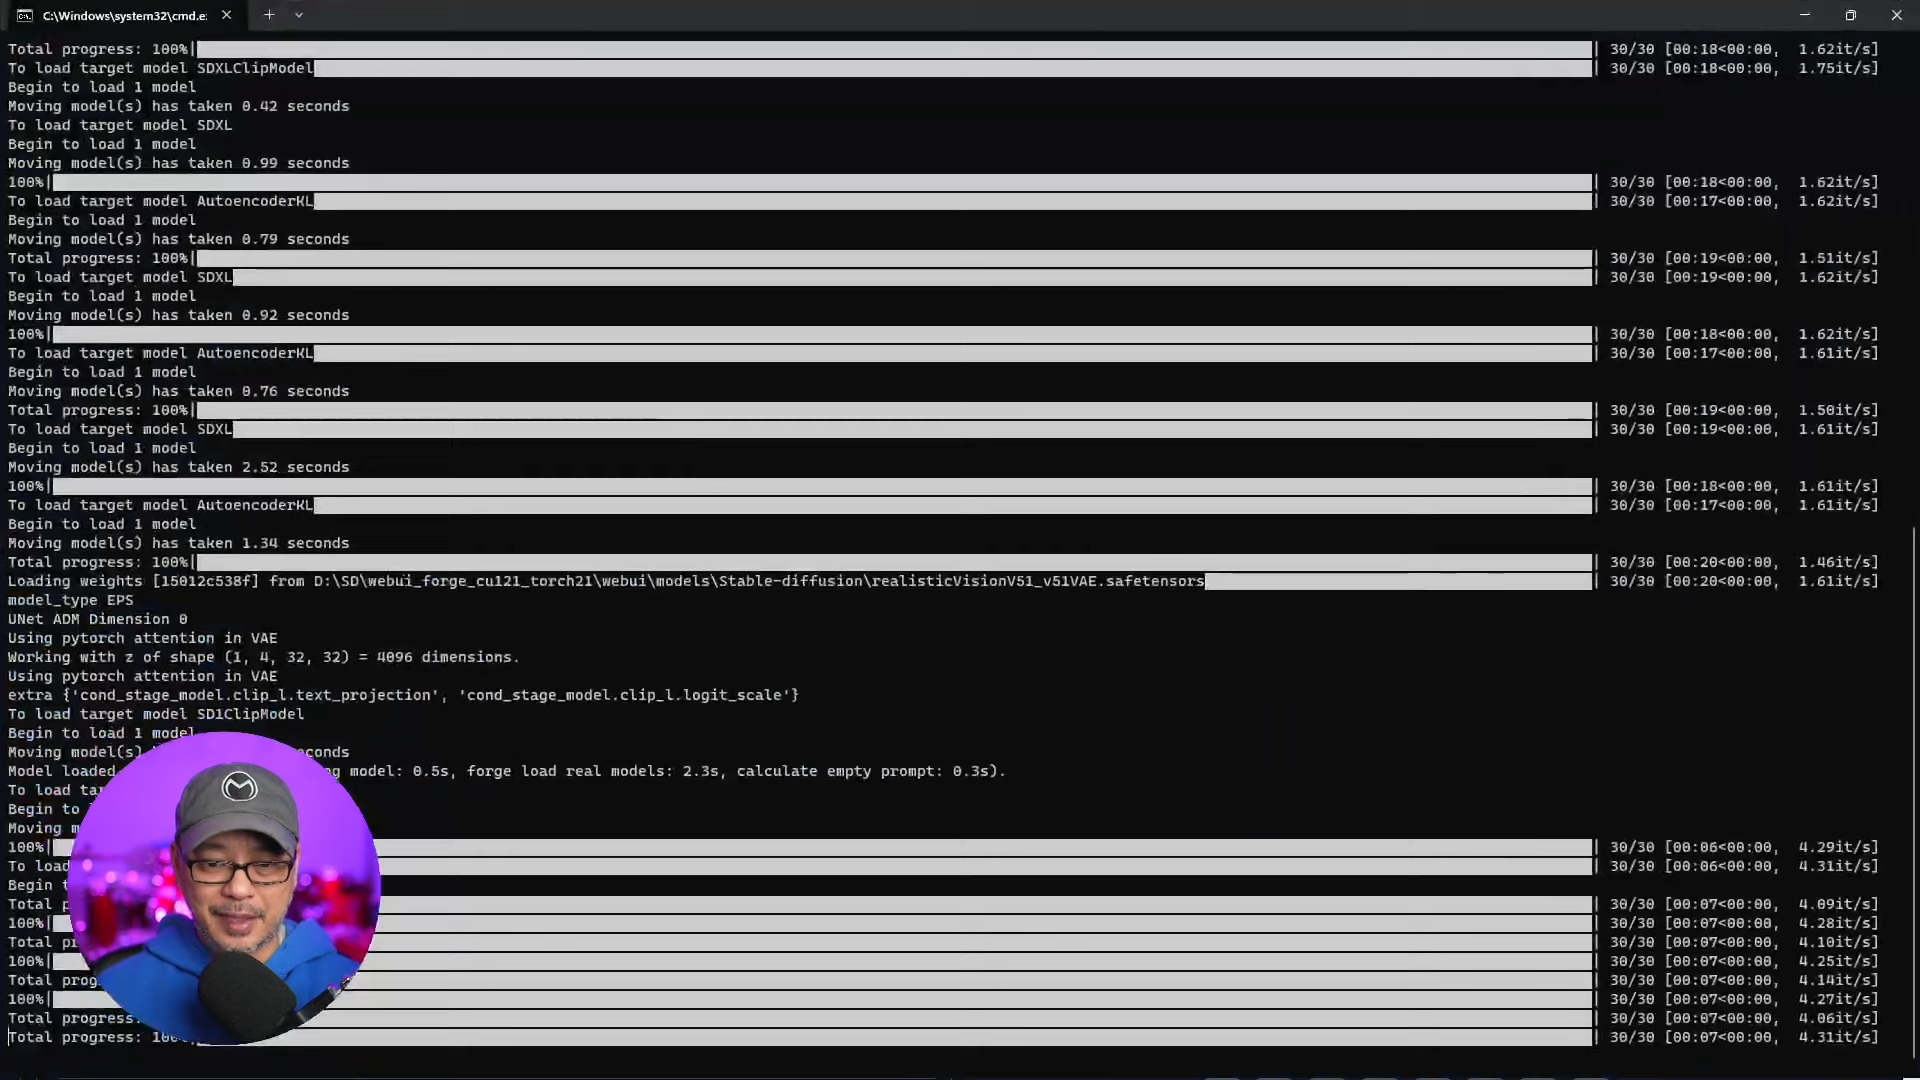 C:\Windows\system32\cmd.e
Total progress: 100%| | 30/30 [00:18<00:00, 1.62it/s]
To load target model SDXLClipModel | 30/30 [00:18<00:00, 1.75it/s]
Begin to load 1 model
Moving model(s) has taken 0.42 seconds
To load target model SDXL
Begin to load 1 model
Moving model(s) has taken 0.99 seconds
100%| | 30/30 [00:18<00:00, 1.62it/s]
To load target model AutoencoderKL | 30/30 [00:17<00:00, 1.62it/s]
Begin to load 1 model
Moving model(s) has taken 0.79 seconds
Total progress: 100%| | 30/30 [00:19<00:00, 1.51it/s]
To load target model SDXL | 30/30 [00:19<00:00, 1.62it/s]
Begin to load 1 model
Moving model(s) has taken 0.92 seconds
100%| | 30/30 [00:18<00:00, 1.62it/s]
To load target model AutoencoderKL | 30/30 [00:17<00:00, 1.61it/s]
Begin to load 1 model
Moving model(s) has taken 0.76 seconds
Total progress: 100%| | 30/30 [00:19<00:00, 1.50it/s]
To load target model SDXL | 30/30 [00:19<00:00, 1.61it/s]
Begin to load 1 model
Moving model(s) has taken 2.52 seconds
100%| | 30/30 [00:18<00:00, 1.61it/s]
To load target model AutoencoderKL | 30/30 [00:17<00:00, 1.61it/s]
Begin to load 1 model
Moving model(s) has taken 1.34 seconds
Total progress: 100%| | 30/30 [00:20<00:00, 1.46it/s]
Loading weights [15012c538f] from D:\SD\webui_forge_cu121_torch21\webui\models\Stable-diffusion\realisticVisionV51_v51VAE.safetensors | 30/30 [00:20<00:00, 1.61it/s]
model_type EPS
UNet ADM Dimension 0
Using pytorch attention in VAE
Working with z of shape (1, 4, 32, 32) = 4096 dimensions.
Using pytorch attention in VAE
extra {'cond_stage_model.clip_l.text_projection', 'cond_stage_model.clip_l.logit_scale'}
To load target model SD1ClipModel
Begin to load 1 model
Moving model(s) conds
Model loaded ng model: 0.5s, forge load real models: 2.3s, calculate empty prompt: 0.3s).
To load ta
Begin to
Moving m
100%| | 30/30 [00:06<00:00, 4.29it/s]
To load | 30/30 [00:06<00:00, 4.31it/s]
Begin t
Total p | 30/30 [00:07<00:00, 4.09it/s]
100%| | 30/30 [00:07<00:00, 4.28it/s]
Total p | 30/30 [00:07<00:00, 4.10it/s]
100%| | 30/30 [00:07<00:00, 4.25it/s]
Total prog | 30/30 [00:07<00:00, 4.14it/s]
100%| | 30/30 [00:07<00:00, 4.27it/s]
Total progress: | 30/30 [00:07<00:00, 4.06it/s]
Total progress: 100% | 30/30 [00:07<00:00, 4.31it/s]